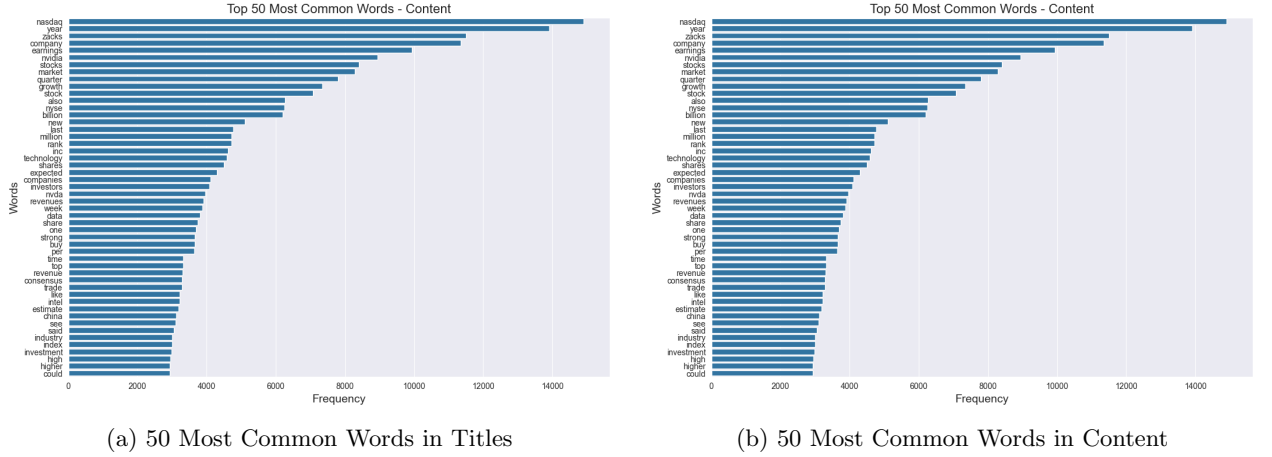 Top 50 Most Common Words - Content
nasdaq
year
zacks
company
earnings
nvidia
stocks
market
quarter
growth
stock
also
nyse
billion
new
last
million
rank
inc
technology
shares
expected
companies
investors
nvda
revenues
week
data
share
one
strong
buy
per
time
top
revenue
consensus
trade
like
intel
estimate
china
see
said
industry
index
investment
high
higher
could
Words
0 2000 4000 6000 8000 10000 12000 14000
Frequency
(a) 50 Most Common Words in Titles
Top 50 Most Common Words - Content
nasdaq
year
zacks
company
earnings
nvidia
stocks
market
quarter
growth
stock
also
nyse
billion
new
last
million
rank
inc
technology
shares
expected
companies
investors
nvda
revenues
week
data
share
one
strong
buy
per
time
top
revenue
consensus
trade
like
intel
estimate
china
see
said
industry
index
investment
high
higher
could
Words
0 2000 4000 6000 8000 10000 12000 14000
Frequency
(b) 50 Most Common Words in Content